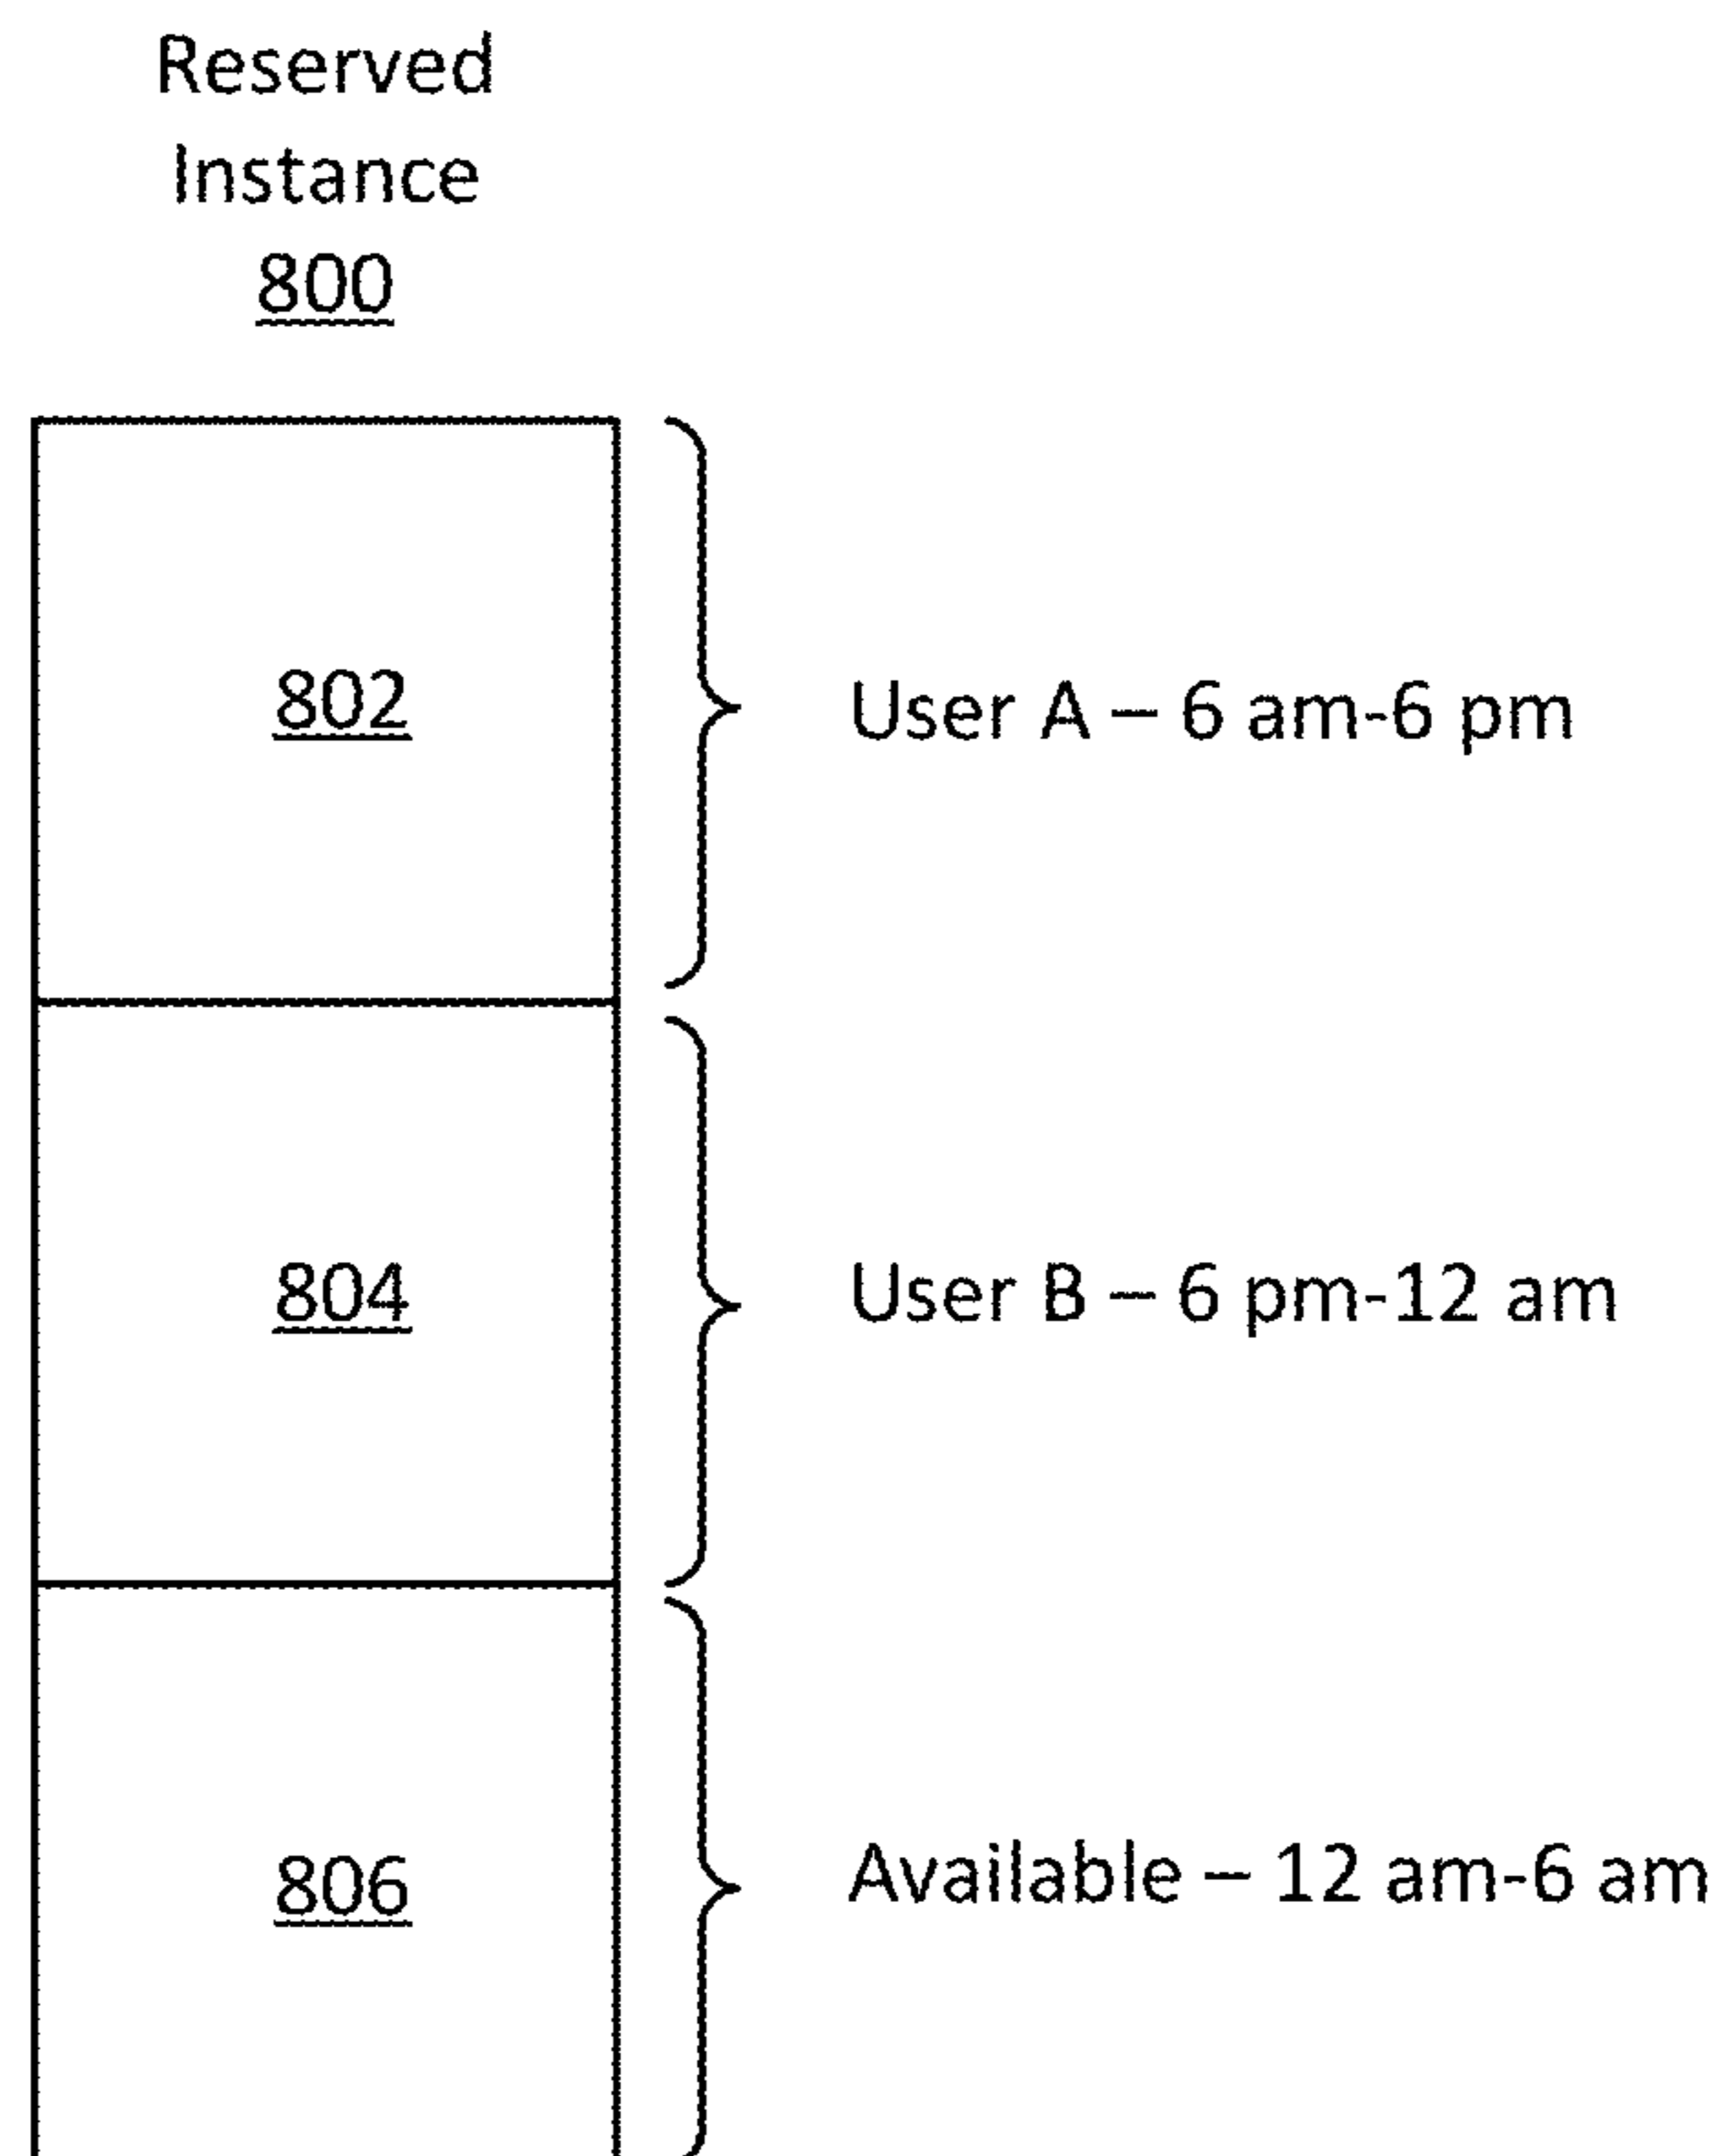 Reserved
Instance
800
802
User A – 6 am-6 pm
804
User B – 6 pm-12 am
806
Available – 12 am-6 am